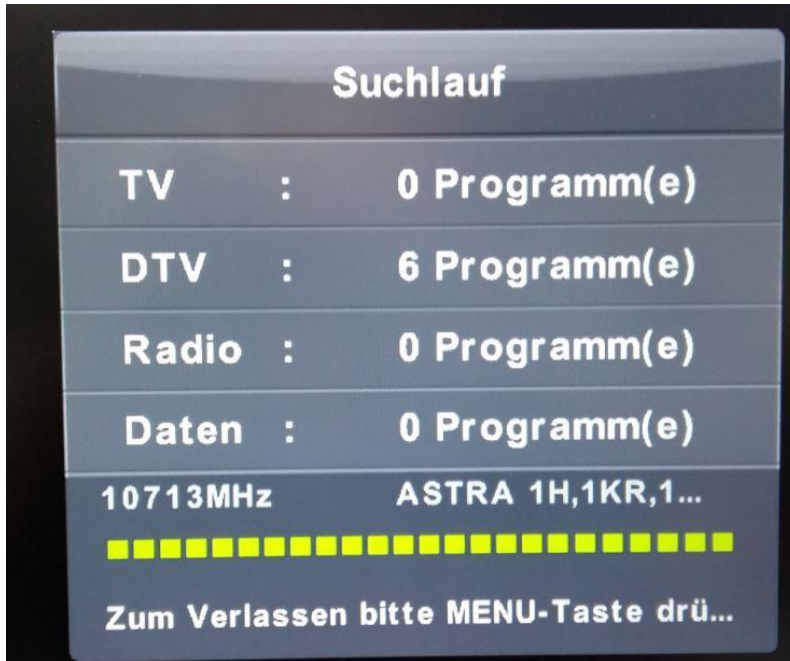 Suchlauf
TV : 0 Programm(e)
DTV : 6 Programm(e)
Radio : 0 Programm(e)
Daten : 0 Programm(e)
10713MHz ASTRA 1H,1KR,1...
Zum Verlassen bitte MENU-Taste drü...